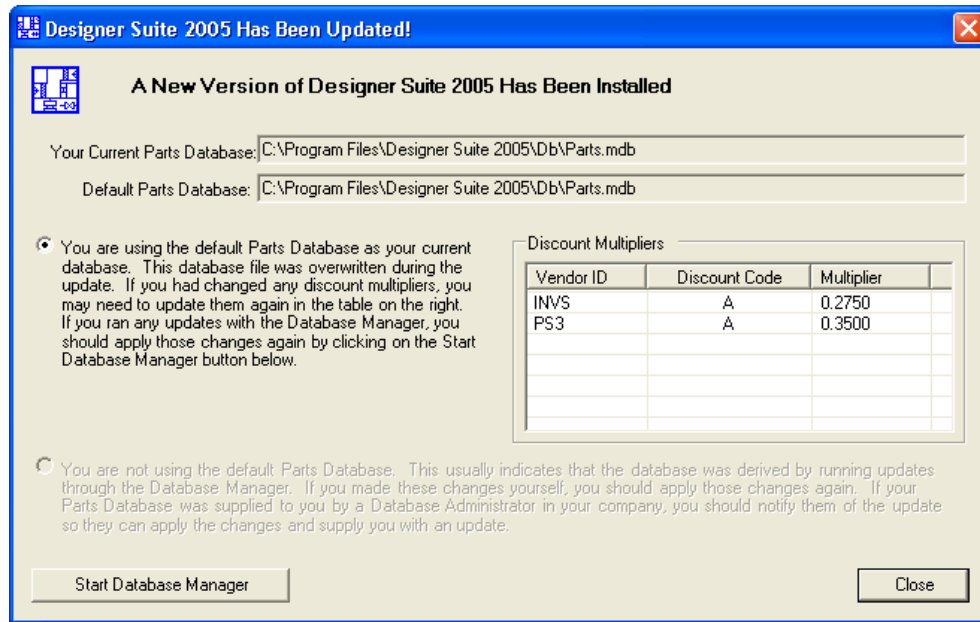 Designer Suite 2005 Has Been Updated!
A New Version of Designer Suite 2005 Has Been Installed
Your Current Parts Database: C:\Program Files\Designer Suite 2005\Db\Parts.mdb
Default Parts Database: C:\Program Files\Designer Suite 2005\Db\Parts.mdb
You are using the default Parts Database as your current
database. This database file was overwritten during the
update. If you had changed any discount multipliers, you
may need to update them again in the table on the right.
If you ran any updates with the Database Manager, you
should apply those changes again by clicking on the Start
Database Manager button below.
Discount Multipliers
Vendor ID Discount Code Multiplier
INVS A 0.2750
PS3 A 0.3500
You are not using the default Parts Database. This usually indicates that the database was derived by running updates
through the Database Manager. If you made these changes yourself, you should apply those changes again. If your
Parts Database was supplied to you by a Database Administrator in your company, you should notify them of the update
so they can apply the changes and supply you with an update.
Start Database Manager Close